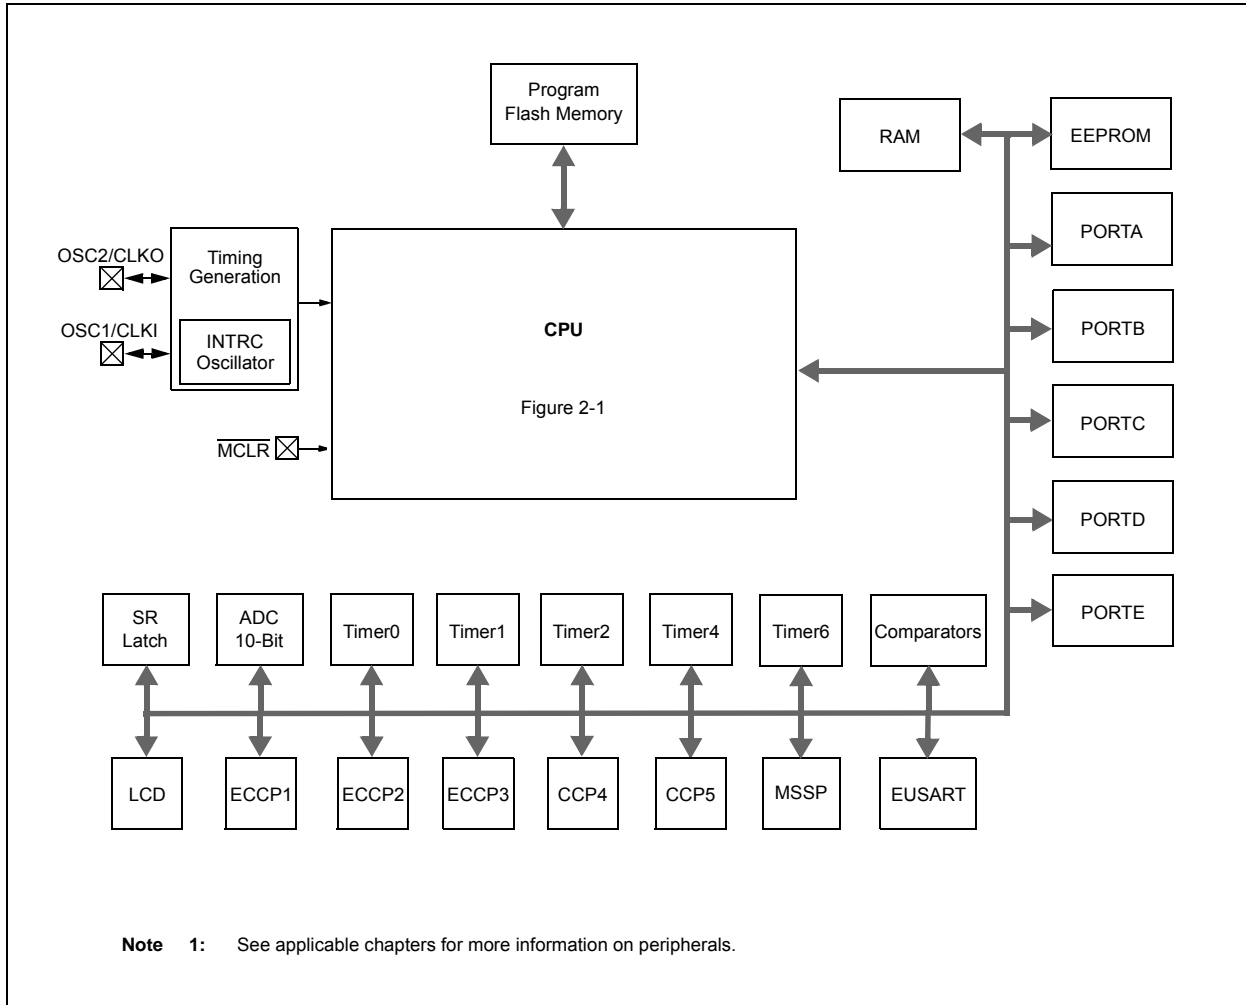 Program
Flash Memory
RAM
EEPROM
PORTA
OSC2/CLKO
Timing
Generation
PORTB
OSC1/CLKI
INTRC
Oscillator
CPU
Figure 2-1
PORTC
MCLR
PORTD
PORTE
SR
Latch
ADC
10-Bit
Timer0
Timer1
Timer2
Timer4
Timer6
Comparators
LCD
ECCP1
ECCP2
ECCP3
CCP4
CCP5
MSSP
EUSART
Note 1: See applicable chapters for more information on peripherals.